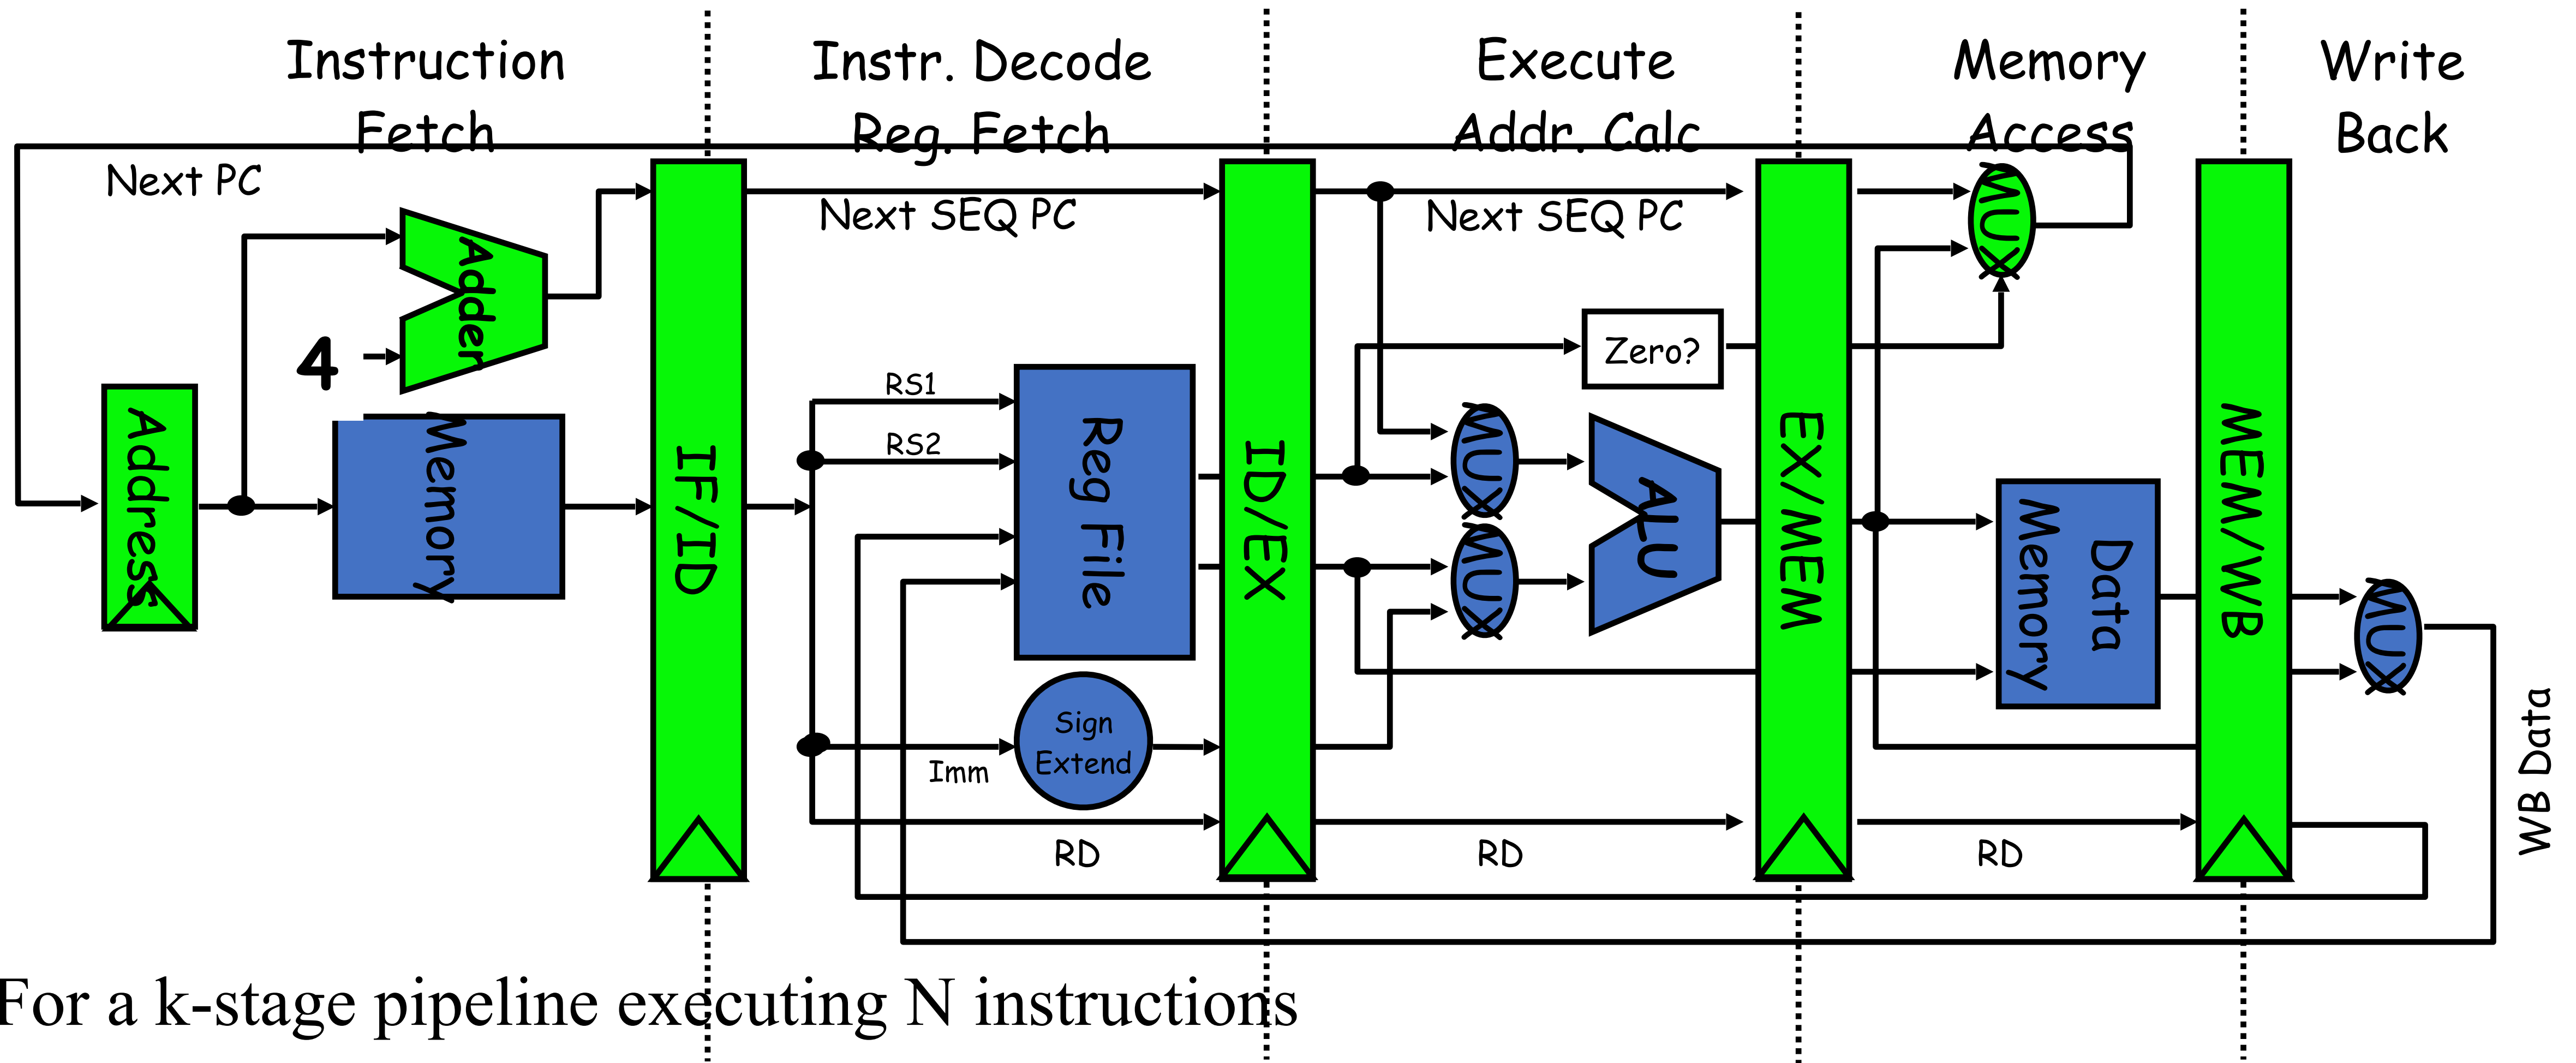 Instruction
Fetch
Instr. Decode
Reg. Fetch
Execute
Addr. Calc
Memory
Access
Write
Back
Next PC
Next SEQ PC
Next SEQ PC
MUX
Adder
4
Zero?
RS1
RS2
Address
Memory
IF/ID
Reg File
ID/EX
MUX
MUX
ALU
EX/MEM
Data
Memory
MEM/WB
MUX
Sign
Extend
Imm
WB Data
RD
RD
RD
For a k-stage pipeline executing N instructions